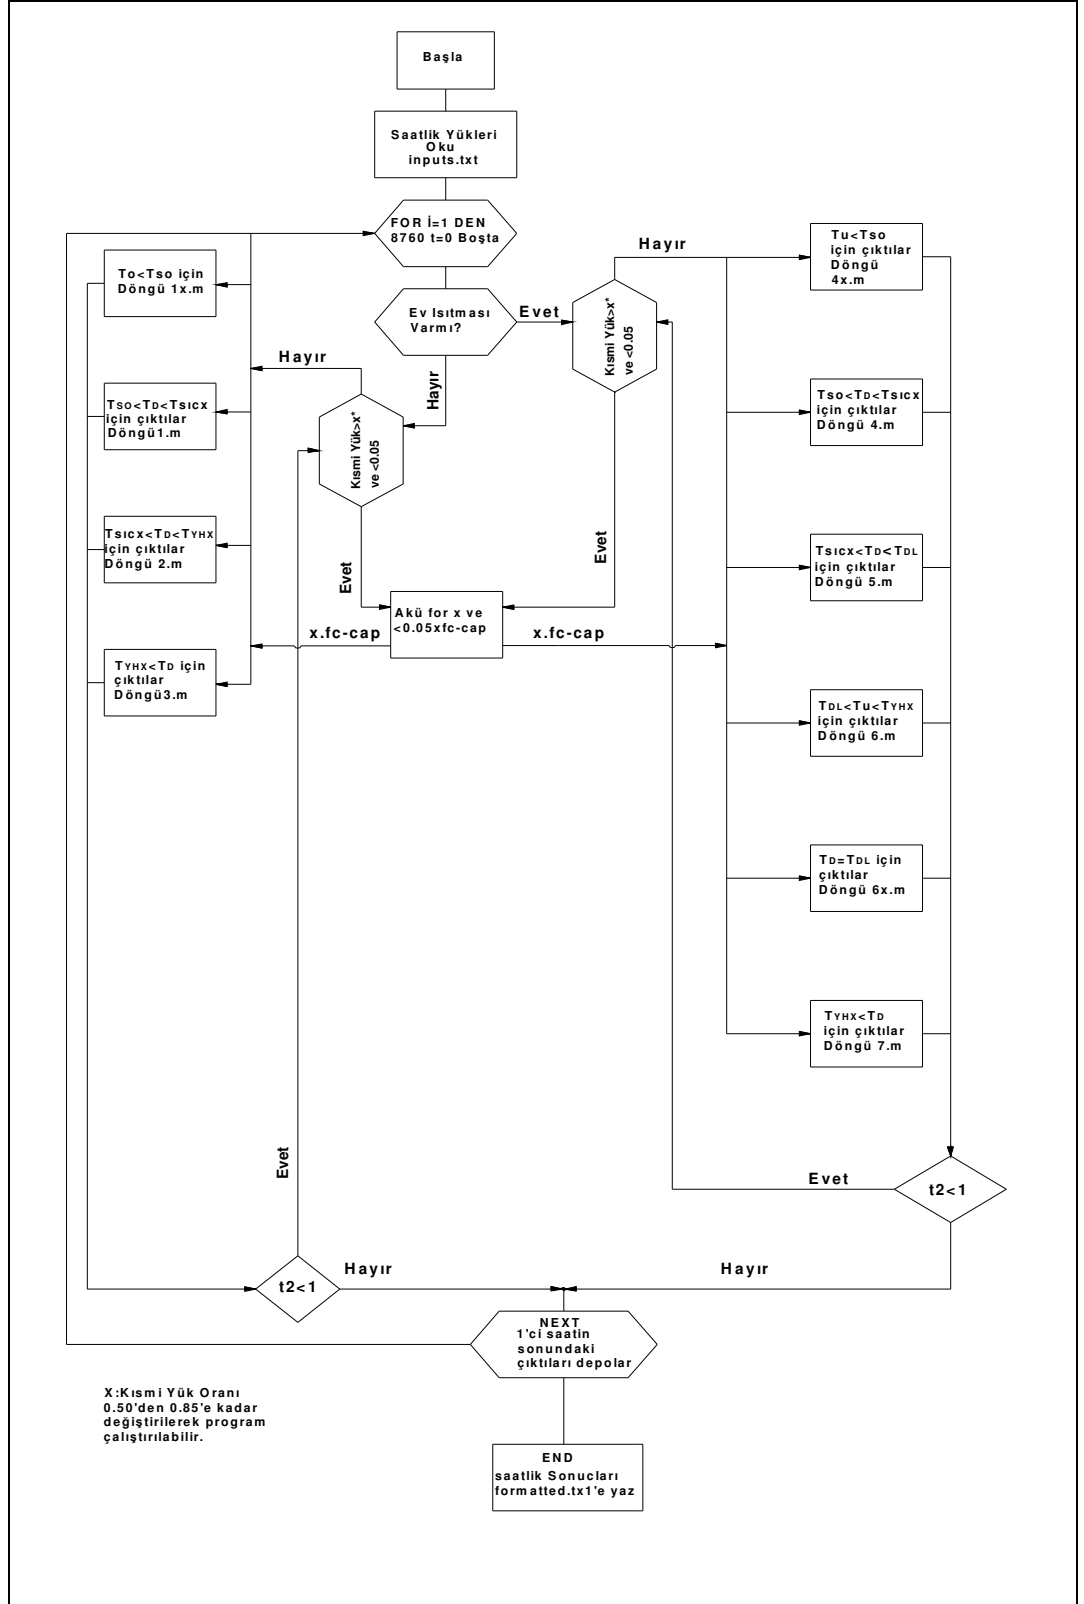 Başla
Saatlik Yükleri
Oku
inputs.txt
FOR İ=1 DEN
8760 t=0 Boşta
Ev Isıtması
Varmı?
Evet
Hayır
Kısmi Yük>x*
ve <0.05
Hayır
Evet
Kısmi Yük>x*
ve <0.05
Hayır
Evet
To<Tso için
Döngü 1x.m
Tso<TD<Tsıcx
için çıktılar
Döngü1.m
Tsıcx<TD<TYHX
için çıktılar
Döngü 2.m
TYHX<TD için
çıktılar
Döngü3.m
Akü for x ve
<0.05xfc-cap
x.fc-cap
x.fc-cap
Tu<Tso
için çıktılar
Döngü
4x.m
Tso<TD<Tsıcx
için çıktılar
Döngü 4.m
Tsıcx<TD<TDL
için çıktılar
Döngü 5.m
TDL<Tu<TYHX
için çıktılar
Döngü 6.m
TD=TDL için
çıktılar
Döngü 6x.m
TYHX<TD
için çıktılar
Döngü 7.m
t2<1
Evet
Hayır
Evet
t2<1
Hayır
NEXT
1'ci saatin
sonundaki
çıktıları depolar
X:Kısmi Yük Oranı
0.50'den 0.85'e kadar
değiştirilerek program
çalıştırılabilir.
END
saatlik Sonucları
formatted.tx1'e yaz